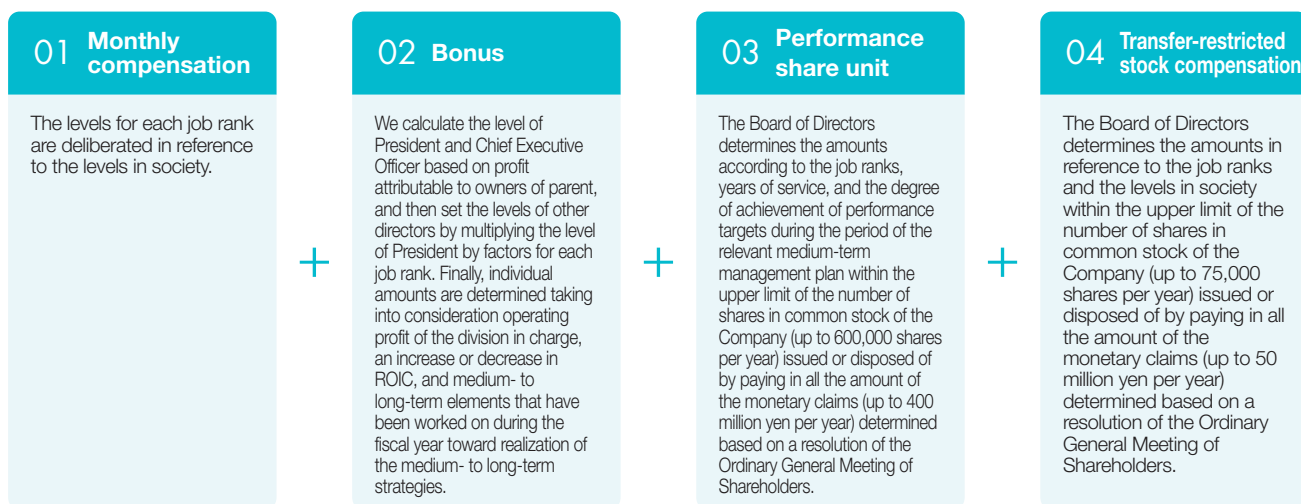 01 Monthly
compensation
The levels for each job rank
are deliberated in reference
to the levels in society.
+
02 Bonus
We calculate the level of
President and Chief Executive
Officer based on profit
attributable to owners of parent,
and then set the levels of other
directors by multiplying the level
of President by factors for each
job rank. Finally, individual
amounts are determined taking
into consideration operating
profit of the division in charge,
an increase or decrease in
ROIC, and medium- to
long-term elements that have
been worked on during the
fiscal year toward realization of
the medium- to long-term
strategies.
+
03 Performance
share unit
The Board of Directors
determines the amounts
according to the job ranks,
years of service, and the degree
of achievement of performance
targets during the period of the
relevant medium-term
management plan within the
upper limit of the number of
shares in common stock of the
Company (up to 600,000 shares
per year) issued or disposed of
by paying in all the amount of
the monetary claims (up to 400
million yen per year) determined
based on a resolution of the
Ordinary General Meeting of
Shareholders.
+
04 Transfer-restricted
stock compensation
The Board of Directors
determines the amounts in
reference to the job ranks
and the levels in society
within the upper limit of the
number of shares in
common stock of the
Company (up to 75,000
shares per year) issued or
disposed of by paying in all
the amount of the
monetary claims (up to 50
million yen per year)
determined based on a
resolution of the Ordinary
General Meeting of
Shareholders.